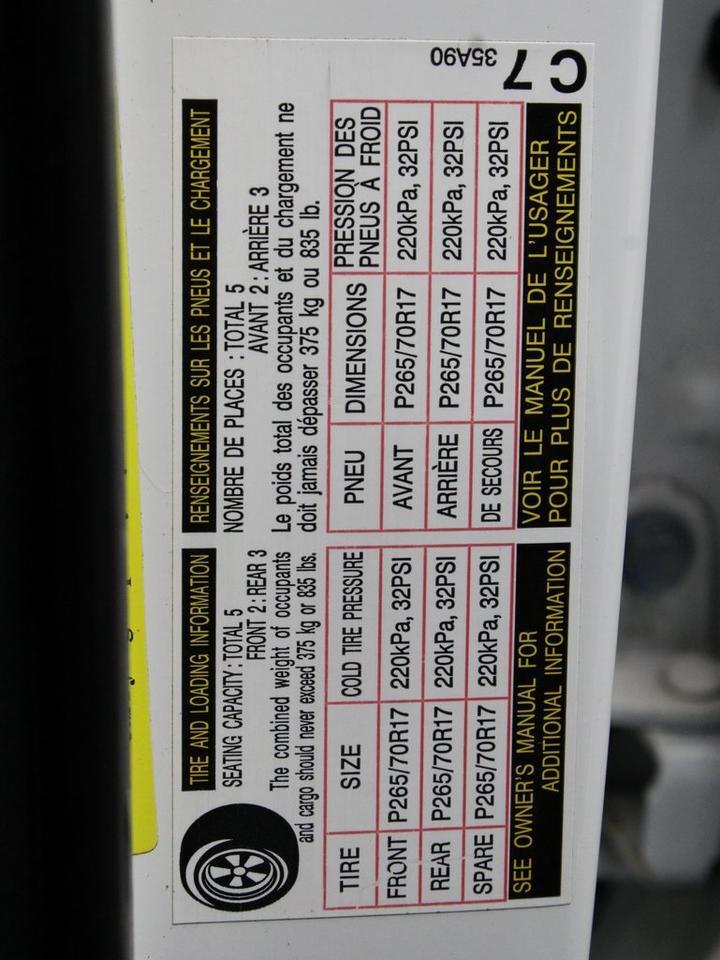 TIRE AND LOADING INFORMATION
SEATING CAPACITY : TOTAL 5
FRONT 2 : REAR 3
The combined weight of occupants
and cargo should never exceed 375 kg or 835 lbs.
TIRE SIZE COLD TIRE PRESSURE
FRONT P265/70R17 220kPa, 32PSI
REAR P265/70R17 220kPa, 32PSI
SPARE P265/70R17 220kPa, 32PSI
SEE OWNER'S MANUAL FOR
ADDITIONAL INFORMATION
RENSEIGNEMENTS SUR LES PNEUS ET LE CHARGEMENT
NOMBRE DE PLACES : TOTAL 5
AVANT 2 : ARRIÈRE 3
Le poids total des occupants et du chargement ne
doit jamais dépasser 375 kg ou 835 lb.
PNEU DIMENSIONS PRESSION DES
PNEUS À FROID
AVANT P265/70R17 220kPa, 32PSI
ARRIÈRE P265/70R17 220kPa, 32PSI
DE SECOURS P265/70R17 220kPa, 32PSI
VOIR LE MANUEL DE L'USAGER
POUR PLUS DE RENSEIGNEMENTS
C7
35A90